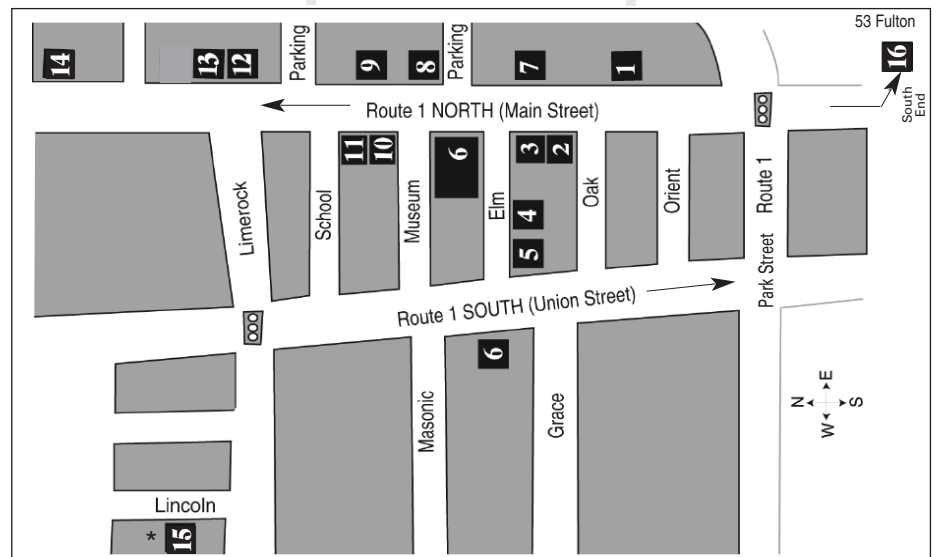 53 Fulton
16
South
End
14
13
12
Parking
9
8
Parking
7
1
Route 1 NORTH (Main Street)
Limerock
School
11
10
Museum
6
Elm
3
2
4
5
Oak
Orient
Park Street Route 1
Route 1 SOUTH (Union Street)
6
Masonic
Grace
N
E
S
W
Lincoln
* 15